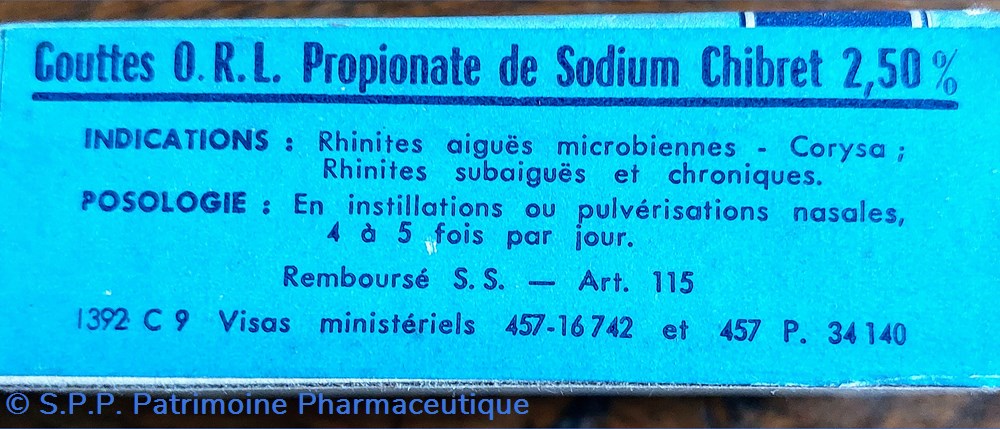 Gouttes O.R.L. Propionate de Sodium Chibret 2,50 %
INDICATIONS : Rhinites aiguës microbiennes - Corysa ;
Rhinites subaiguës et chroniques.
POSOLOGIE : En instillations ou pulvérisations nasales,
4 à 5 fois par jour.
Remboursé S.S. — Art. 115
1392 C 9 Visas ministériels 457-16 742 et 457 P. 34 140
© S.P.P. Patrimoine Pharmaceutique